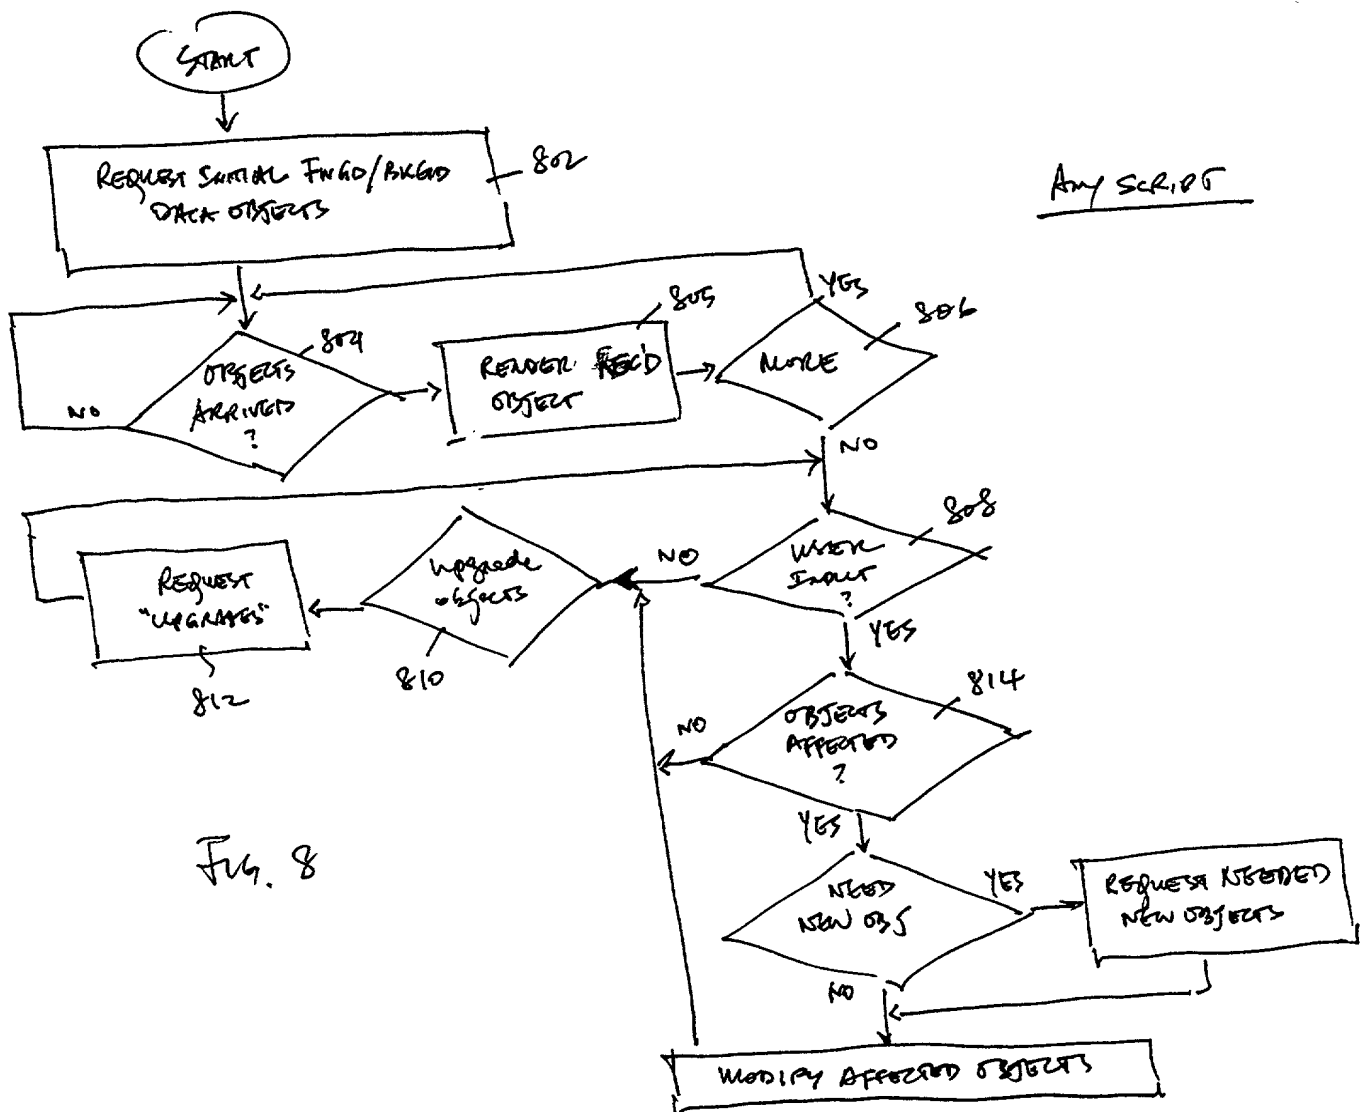 START
REQUEST INITIAL FRGD/BKGND
DATA OBJECTS
802
ANY SCRIPT
OBJECTS
ARRIVED
?
804
NO
RENDER REC'D
OBJECT
805
MORE
806
YES
NO
USER
INPUT
?
808
NO
YES
upgrade
objects
810
REQUEST
"UPGRADES"
812
OBJECTS
AFFECTED
?
814
NO
YES
NEED
NEW OBJ
YES
NO
REQUEST NEEDED
NEW OBJECTS
MODIFY AFFECTED OBJECTS
FIG. 8